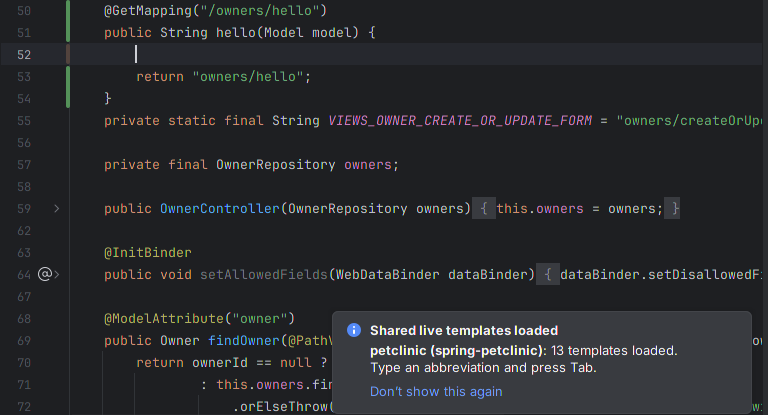 50 @GetMapping("/owners/hello")
51 public String hello(Model model) {
52
53 return "owners/hello";
54 }
55 private static final String VIEWS_OWNER_CREATE_OR_UPDATE_FORM = "owners/createOrUpd
56
57 private final OwnerRepository owners;
58
59 public OwnerController(OwnerRepository owners) { this.owners = owners; }
62
63 @InitBinder
64 public void setAllowedFields(WebDataBinder dataBinder) { dataBinder.setDisallowedFi
67
68 @ModelAttribute("owner")
69 public Owner findOwner(@PathV
70 return ownerId == null ?
71 : this.owners.fin
72 .orElseThrow(
Shared live templates loaded
petclinic (spring-petclinic): 13 templates loaded.
Type an abbreviation and press Tab.
Don't show this again